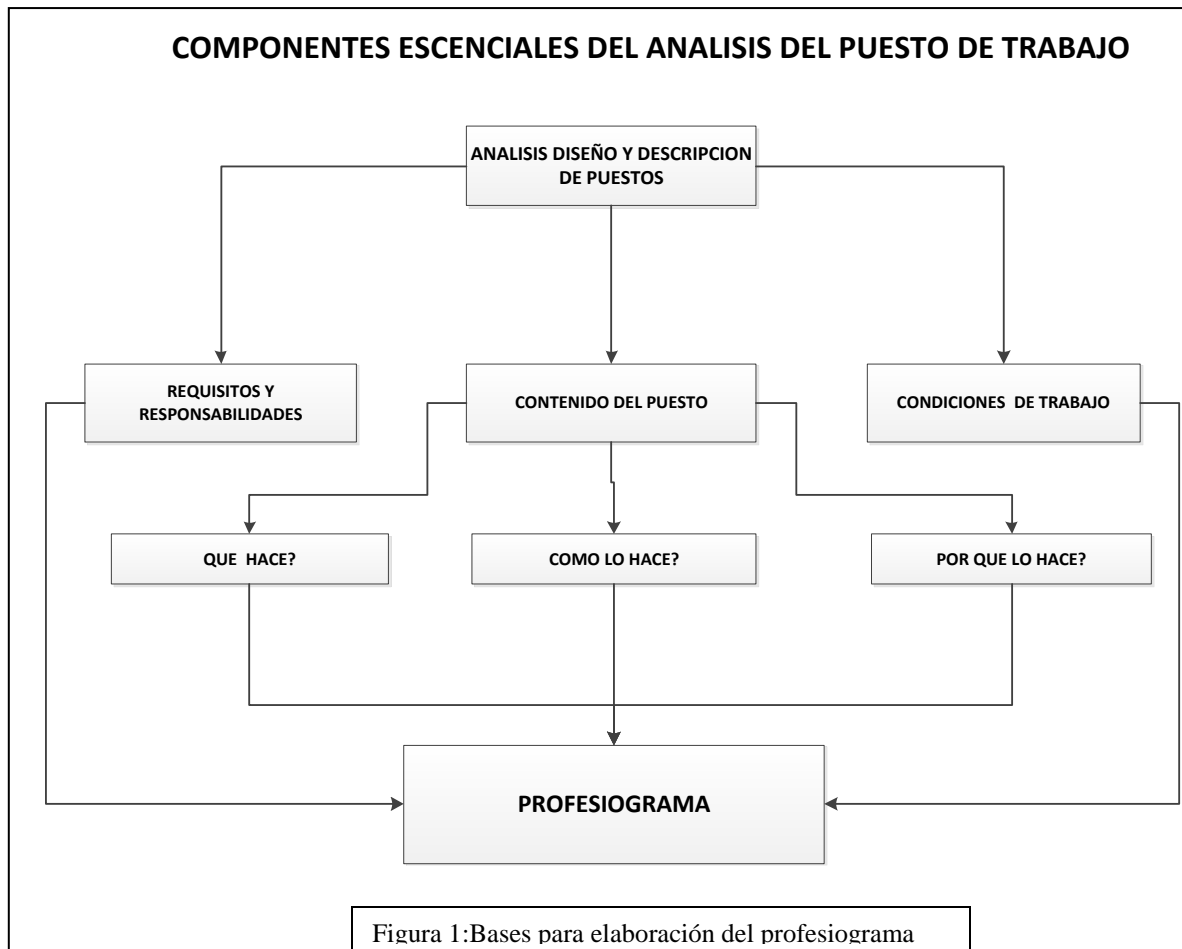 COMPONENTES ESCENCIALES DEL ANALISIS DEL PUESTO DE TRABAJO
ANALISIS DISEÑO Y DESCRIPCION
DE PUESTOS
REQUISITOS Y
RESPONSABILIDADES
CONTENIDO DEL PUESTO
CONDICIONES DE TRABAJO
QUE HACE?
COMO LO HACE?
POR QUE LO HACE?
PROFESIOGRAMA
Figura 1:Bases para elaboración del profesiograma